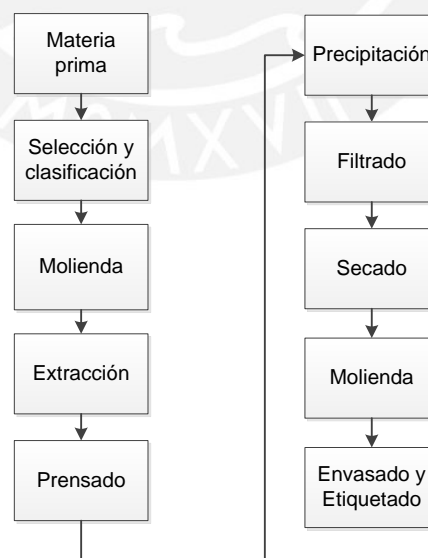 Materia
prima
Selección y
clasificación
Molienda
Extracción
Prensado
Precipitación
Filtrado
Secado
Molienda
Envasado y
Etiquetado